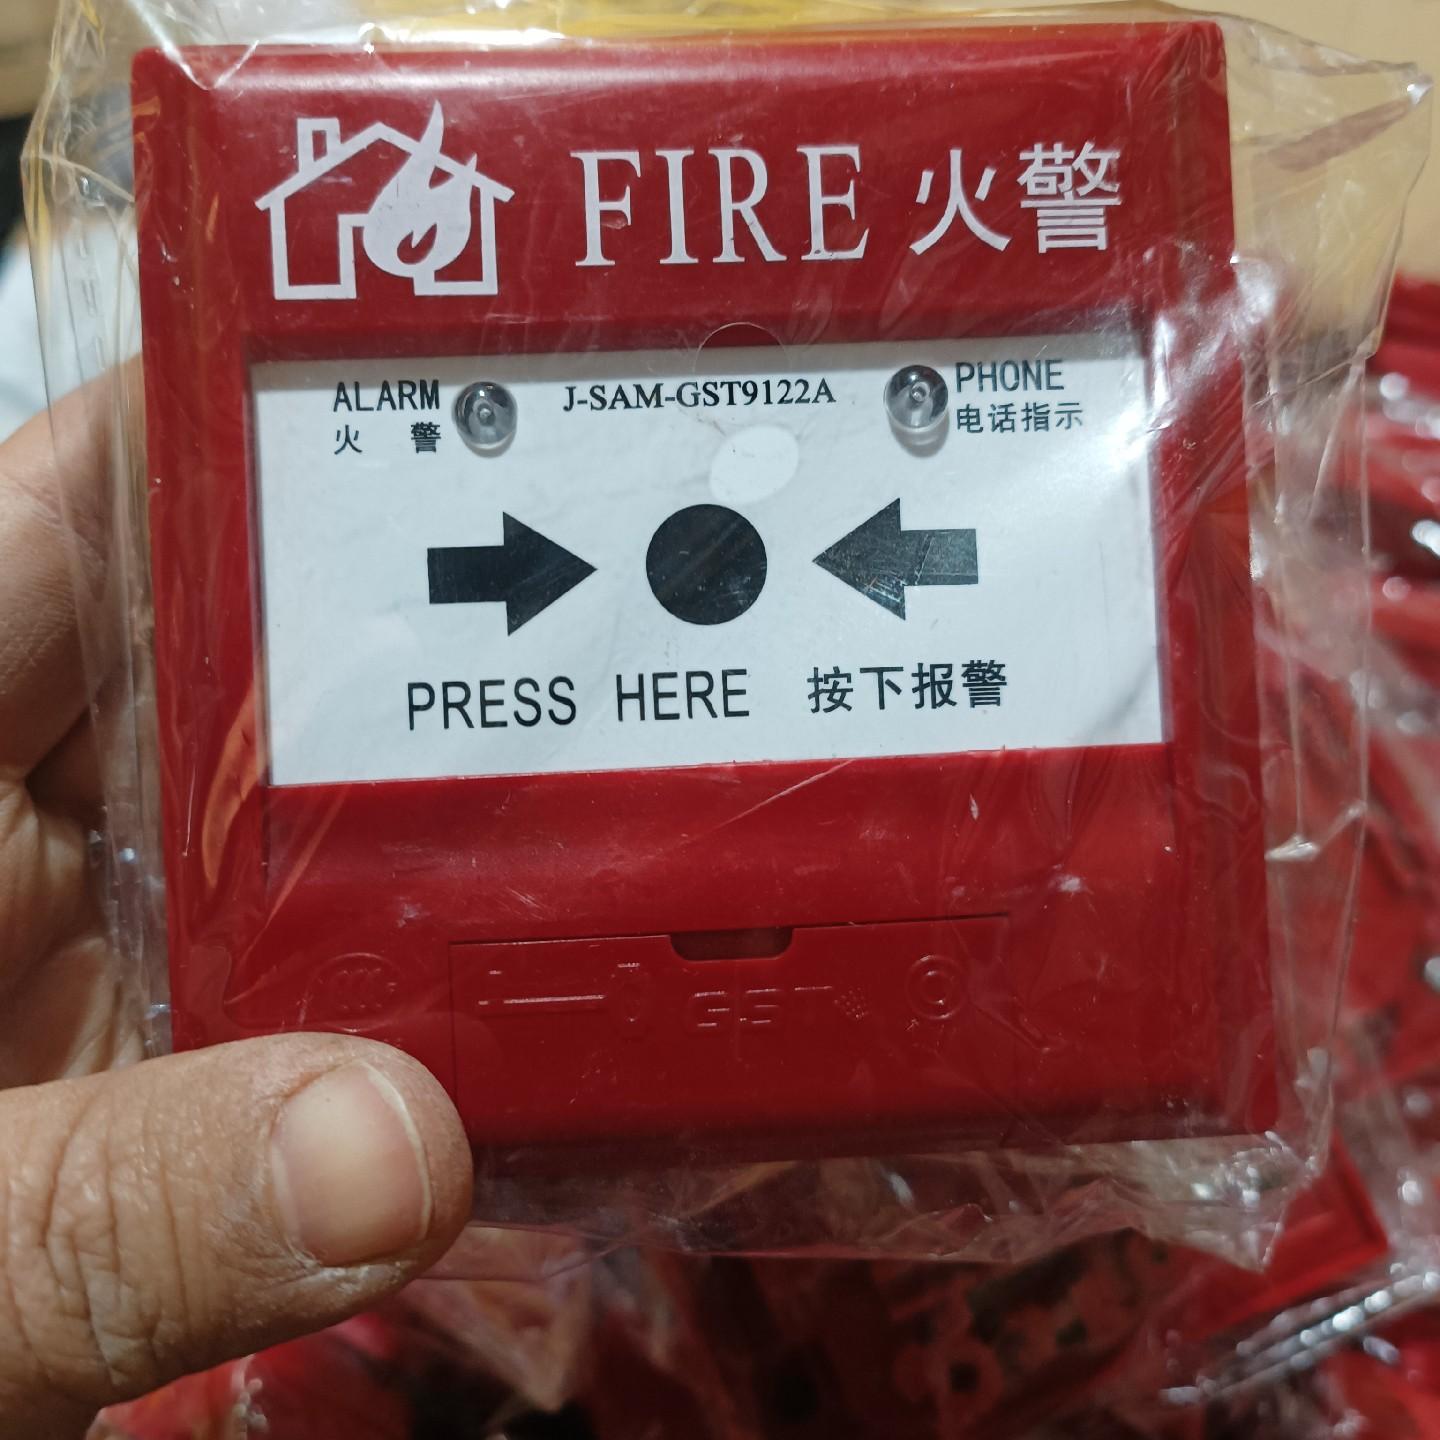 FIRE 火警
ALARM J-SAM-GST9122A PHONE
火 警 电话指示
PRESS HERE 按下报警
GST